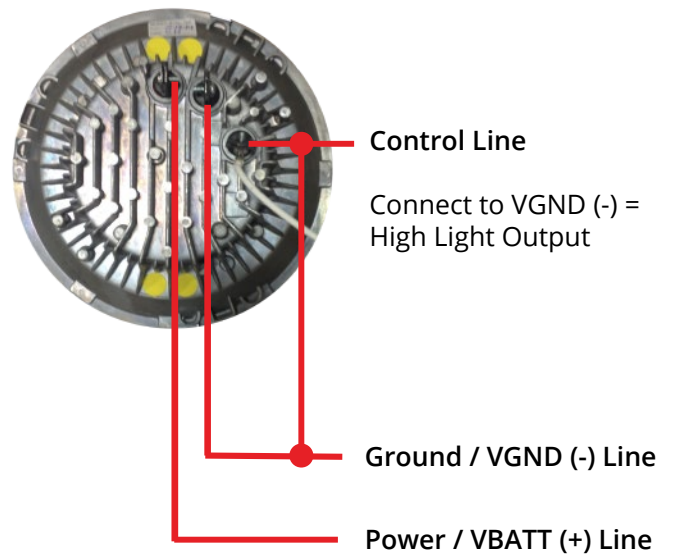 Control Line
Connect to VGND (-) =
High Light Output
Ground / VGND (-) Line
Power / VBATT (+) Line